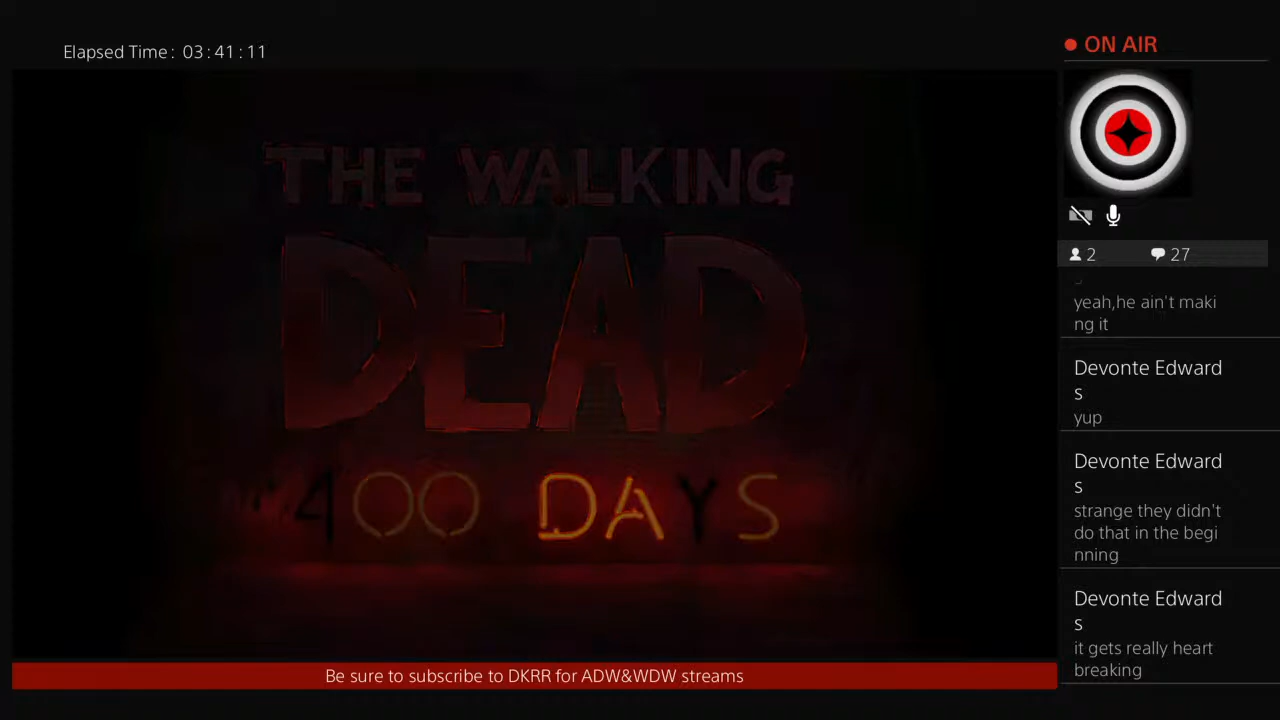 Elapsed Time: 03:41:11
ON AIR
THE WALKING
DEAD
400 DAYS
2
27
yeah,he ain't maki
ng it
Devonte Edward
s
yup
Devonte Edward
s
strange they didn't
do that in the begi
nning
Devonte Edward
s
it gets really heart
breaking
Be sure to subscribe to DKRR for ADW&WDW streams